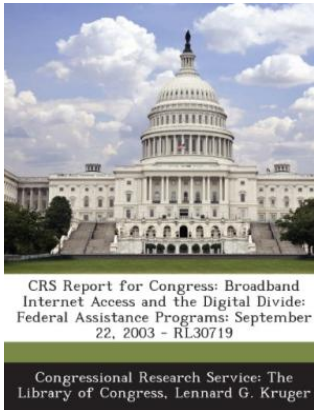 CRS Report for Congress: Broadband
Internet Access and the Digital Divide:
Federal Assistance Programs: September
22, 2003 - RL30719
Congressional Research Service: The
Library of Congress, Lennard G. Kruger